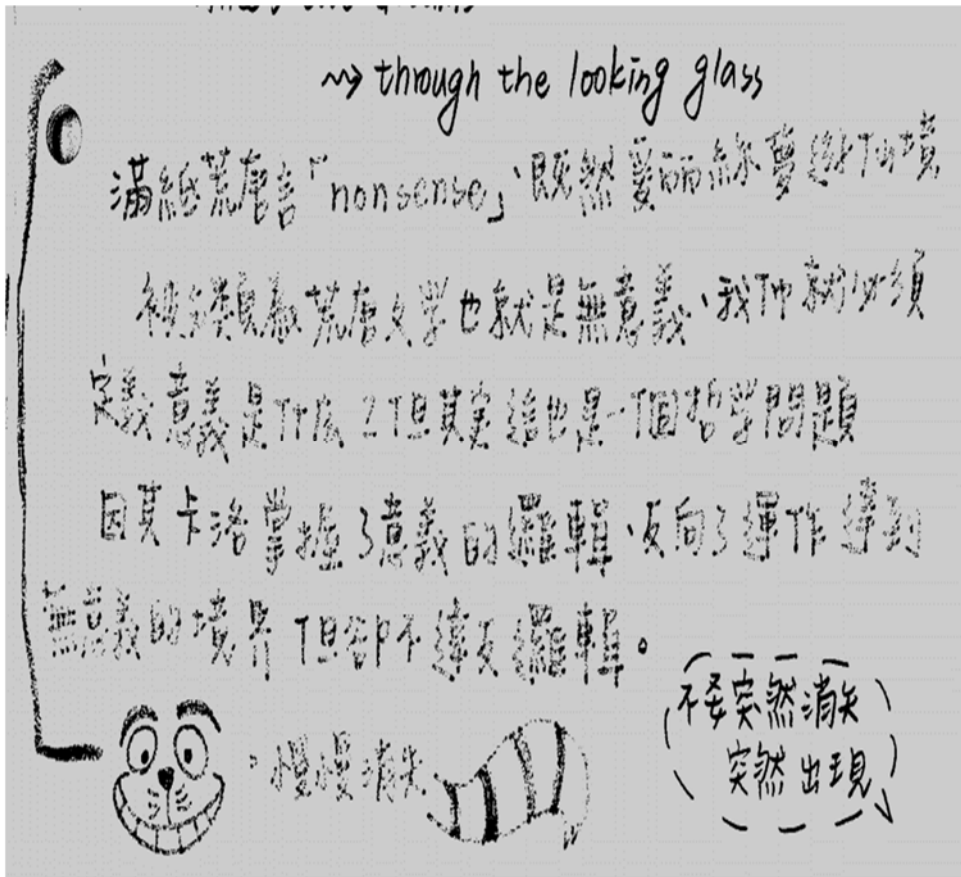 ~> through the looking glass
滿紙荒唐言「nonsense」、既然愛麗絲夢遊仙境
被分類為荒唐文學也就是無意義、我们就必須
定義意義是什麼?但其实這也是一個哲學問題
因其卡洛掌握了意義的邏輯、反向了運作達到
無意義的境界 但卻不違反邏輯。
慢慢消失
不要突然消失
突然出現